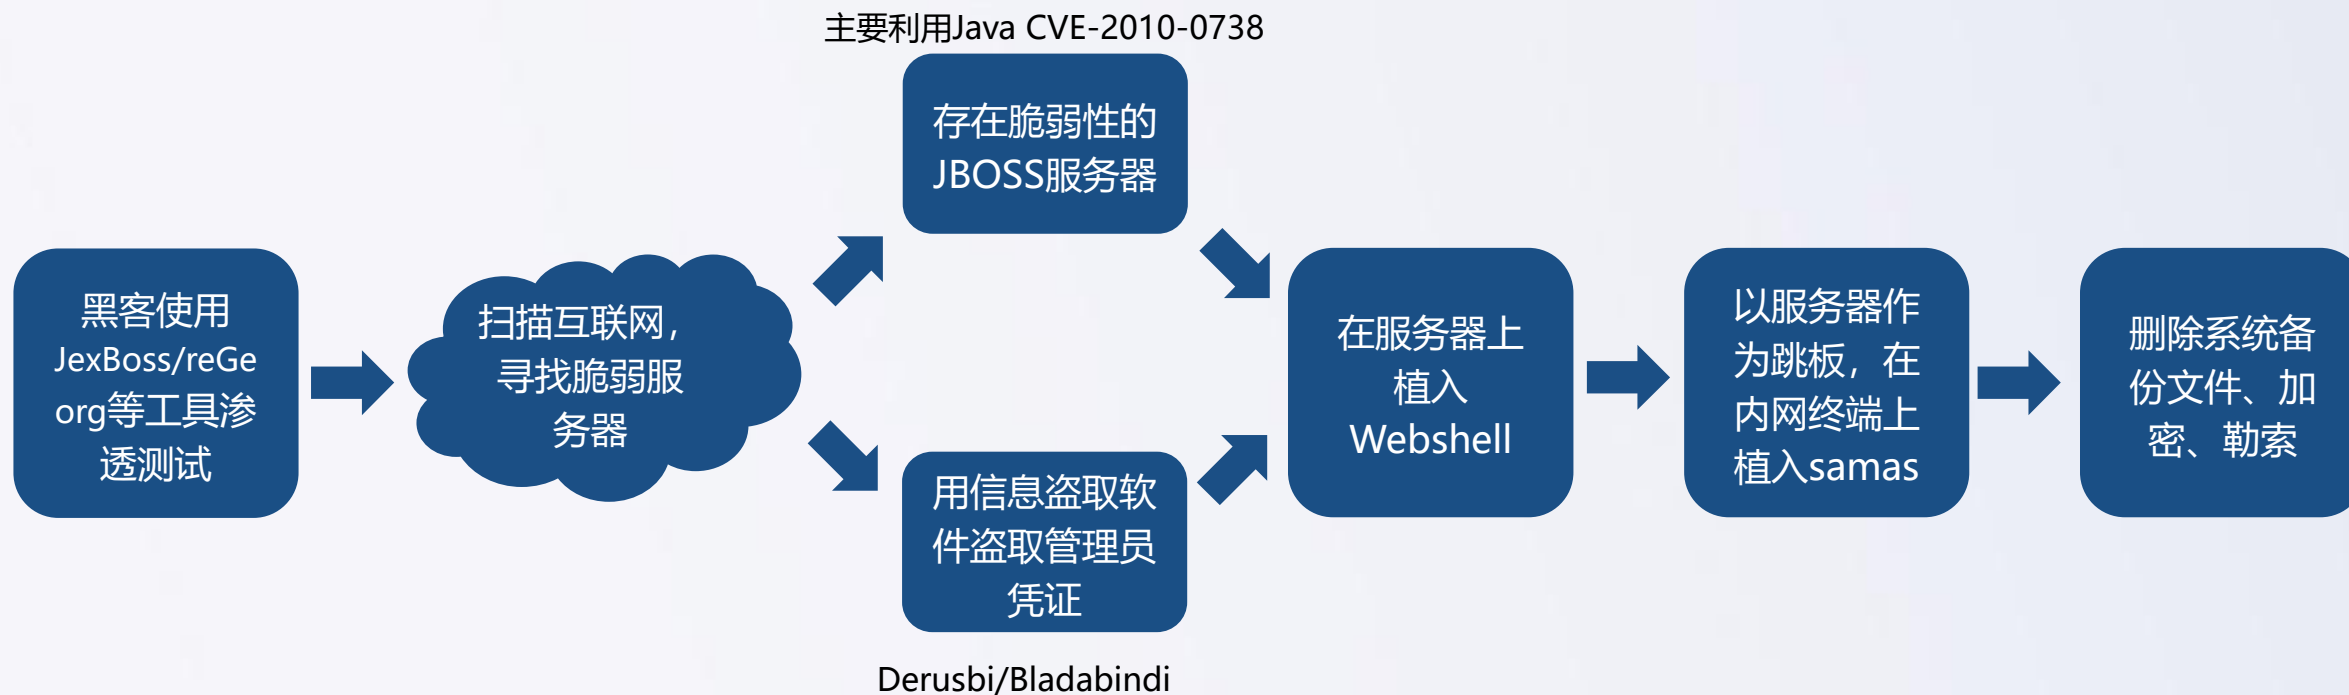 主要利用Java CVE-2010-0738
存在脆弱性的
JBOSS服务器
黑客使用
JexBoss/reGe
org等工具渗
透测试
扫描互联网，
寻找脆弱服
务器
用信息盗取软
件盗取管理员
凭证
Derusbi/Bladabindi
在服务器上
植入
Webshell
以服务器作
为跳板，在
内网终端上
植入samas
删除系统备
份文件、加
密、勒索